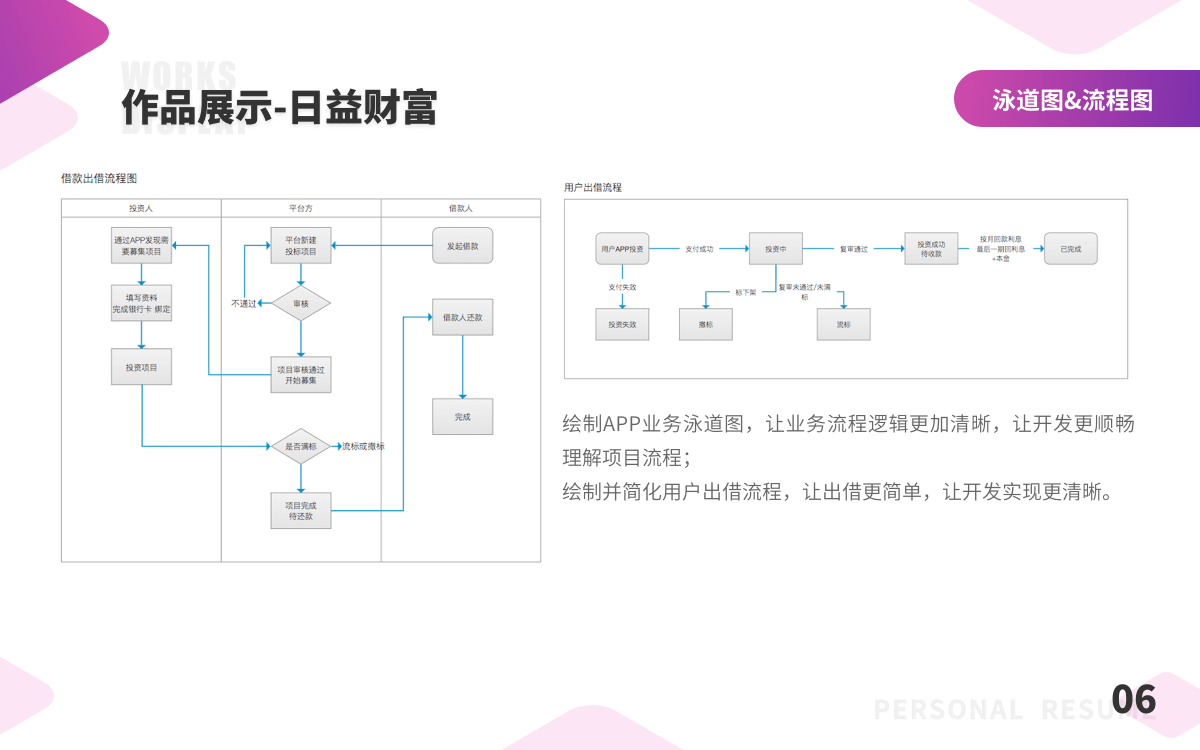 WORKS
DISPLAY
作品展示-日益财富
泳道图&流程图
借款出借流程图
投资人
平台方
借款人
通过APP发现需
要募集项目
平台新建
投标项目
发起借款
填写资料
完成银行卡 绑定
不通过
审核
借款人还款
投资项目
项目审核通过
开始募集
完成
是否满标
流标或撤标
项目完成
待还款
用户出借流程
用户APP投资
支付成功
投资中
复审通过
投资成功
待收款
按月回款利息
最后一期回利息
+本金
已完成
支付失效
标下架
复审未通过/未满
标
投资失效
撤标
流标
绘制APP业务泳道图，让业务流程逻辑更加清晰，让开发更顺畅
理解项目流程；
绘制并简化用户出借流程，让出借更简单，让开发实现更清晰。
PERSONAL RESUME
06